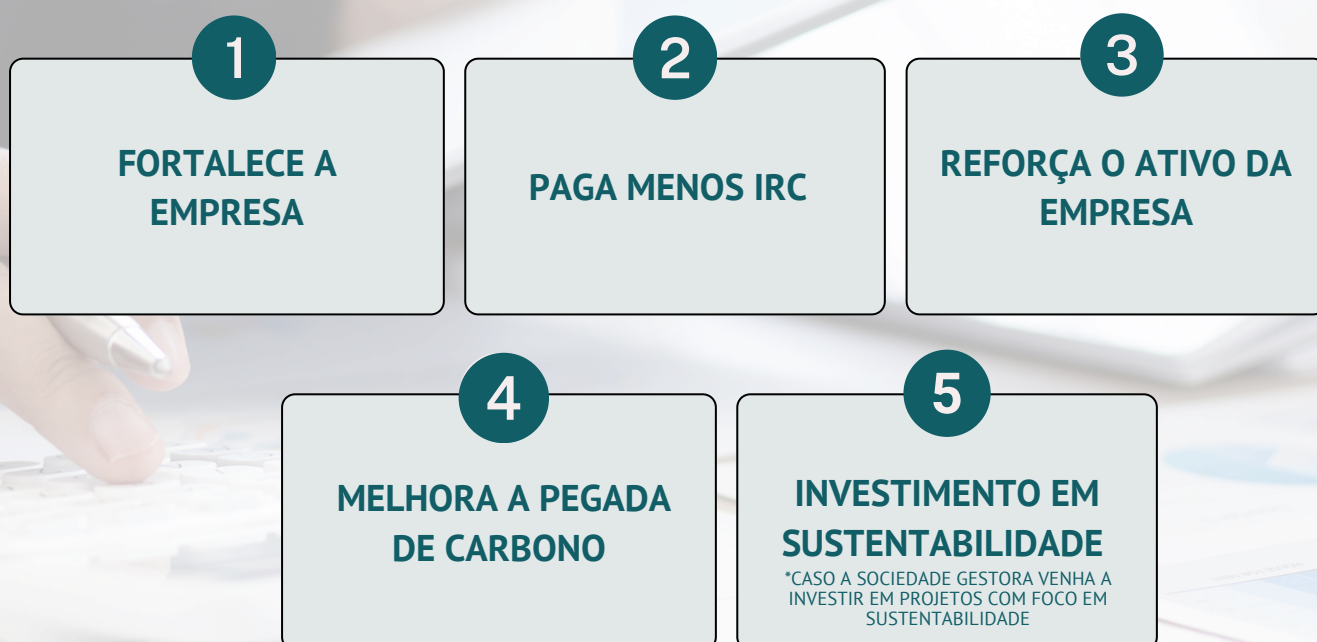 1
FORTALECE A
EMPRESA
2
PAGA MENOS IRC
3
REFORÇA O ATIVO DA
EMPRESA
4
MELHORA A PEGADA
DE CARBONO
5
INVESTIMENTO EM
SUSTENTABILIDADE
*CASO A SOCIEDADE GESTORA VENHA A
INVESTIR EM PROJETOS COM FOCO EM
SUSTENTABILIDADE